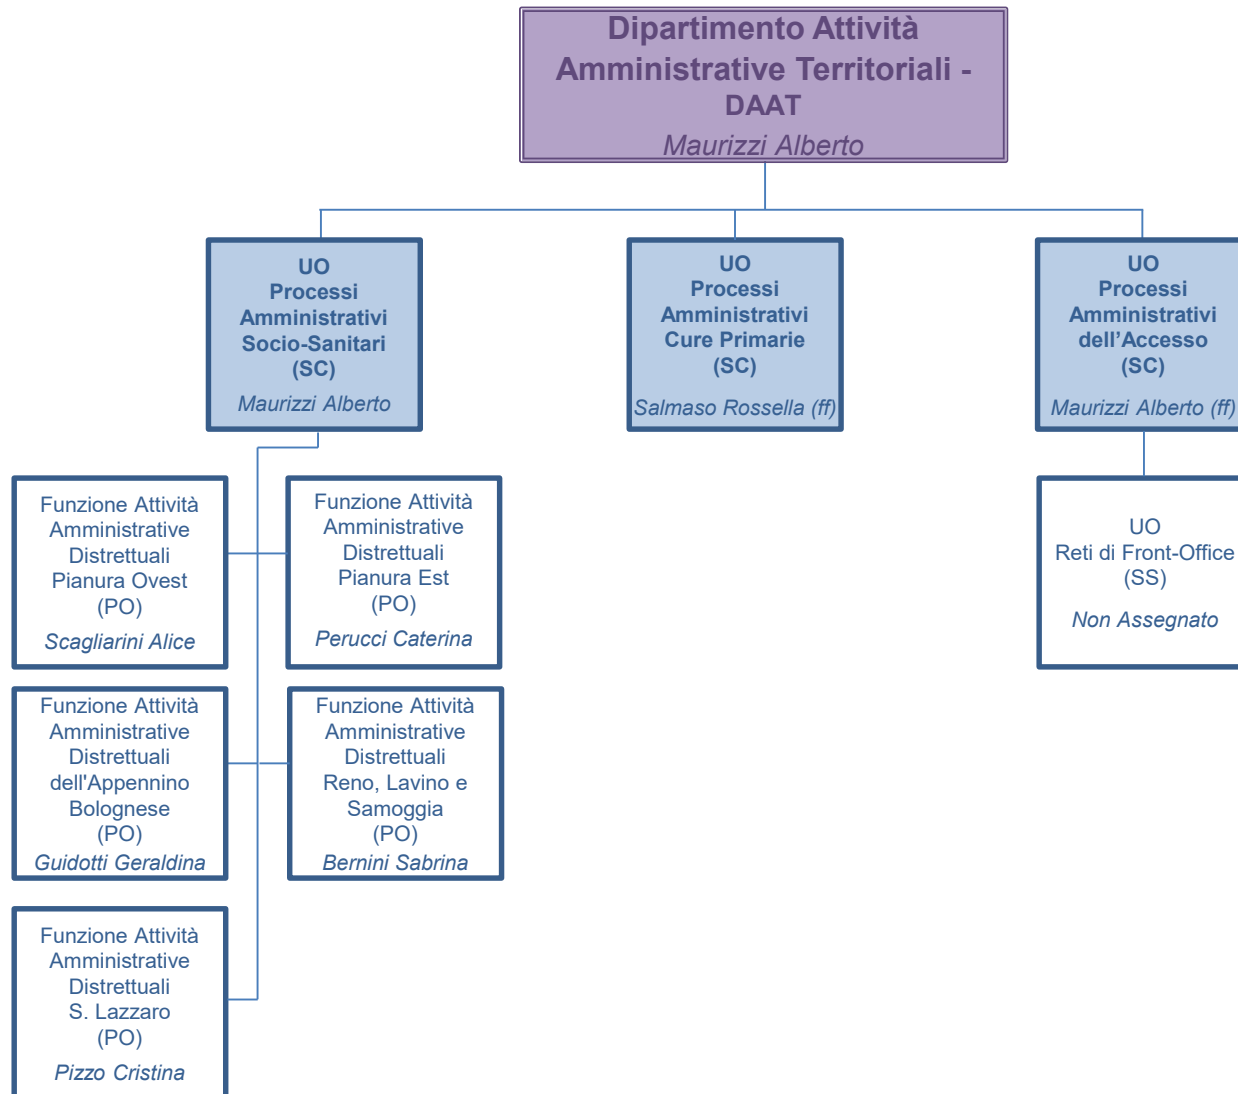 Dipartimento Attività
Amministrative Territoriali -
DAAT
Maurizzi Alberto
UO
Processi
Amministrativi
Socio-Sanitari
(SC)
Maurizzi Alberto
UO
Processi
Amministrativi
Cure Primarie
(SC)
Salmaso Rossella (ff)
UO
Processi
Amministrativi
dell’Accesso
(SC)
Maurizzi Alberto (ff)
Funzione Attività
Amministrative
Distrettuali
Pianura Ovest
(PO)
Scagliarini Alice
Funzione Attività
Amministrative
Distrettuali
Pianura Est
(PO)
Perucci Caterina
UO
Reti di Front-Office
(SS)
Non Assegnato
Funzione Attività
Amministrative
Distrettuali
dell'Appennino
Bolognese
(PO)
Guidotti Geraldina
Funzione Attività
Amministrative
Distrettuali
Reno, Lavino e
Samoggia
(PO)
Bernini Sabrina
Funzione Attività
Amministrative
Distrettuali
S. Lazzaro
(PO)
Pizzo Cristina